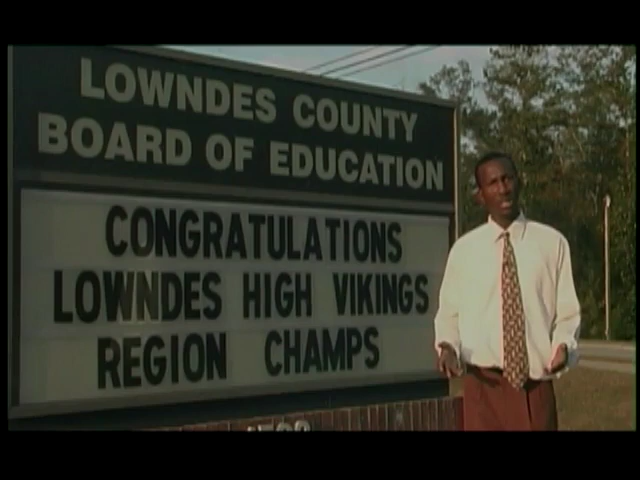 LOWNDES COUNTY
BOARD OF EDUCATION
CONGRATULATIONS
LOWNDES HIGH VIKINGS
REGION CHAMPS